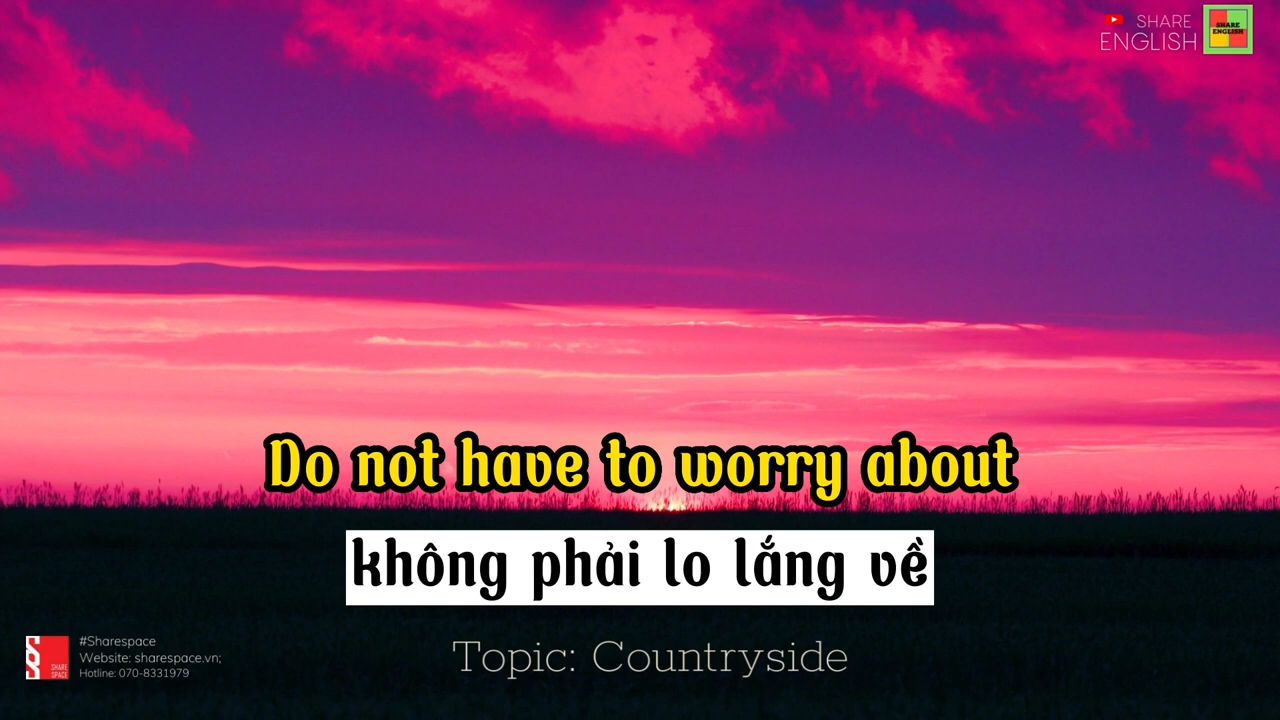 SHARE
ENGLISH
SHARE
ENGLISH
Do not have to worry about
không phải lo lắng về
#Sharespace
Website: sharespace.vn;
Hotline: 070-8331979
SHARE
SPACE
Topic: Countryside